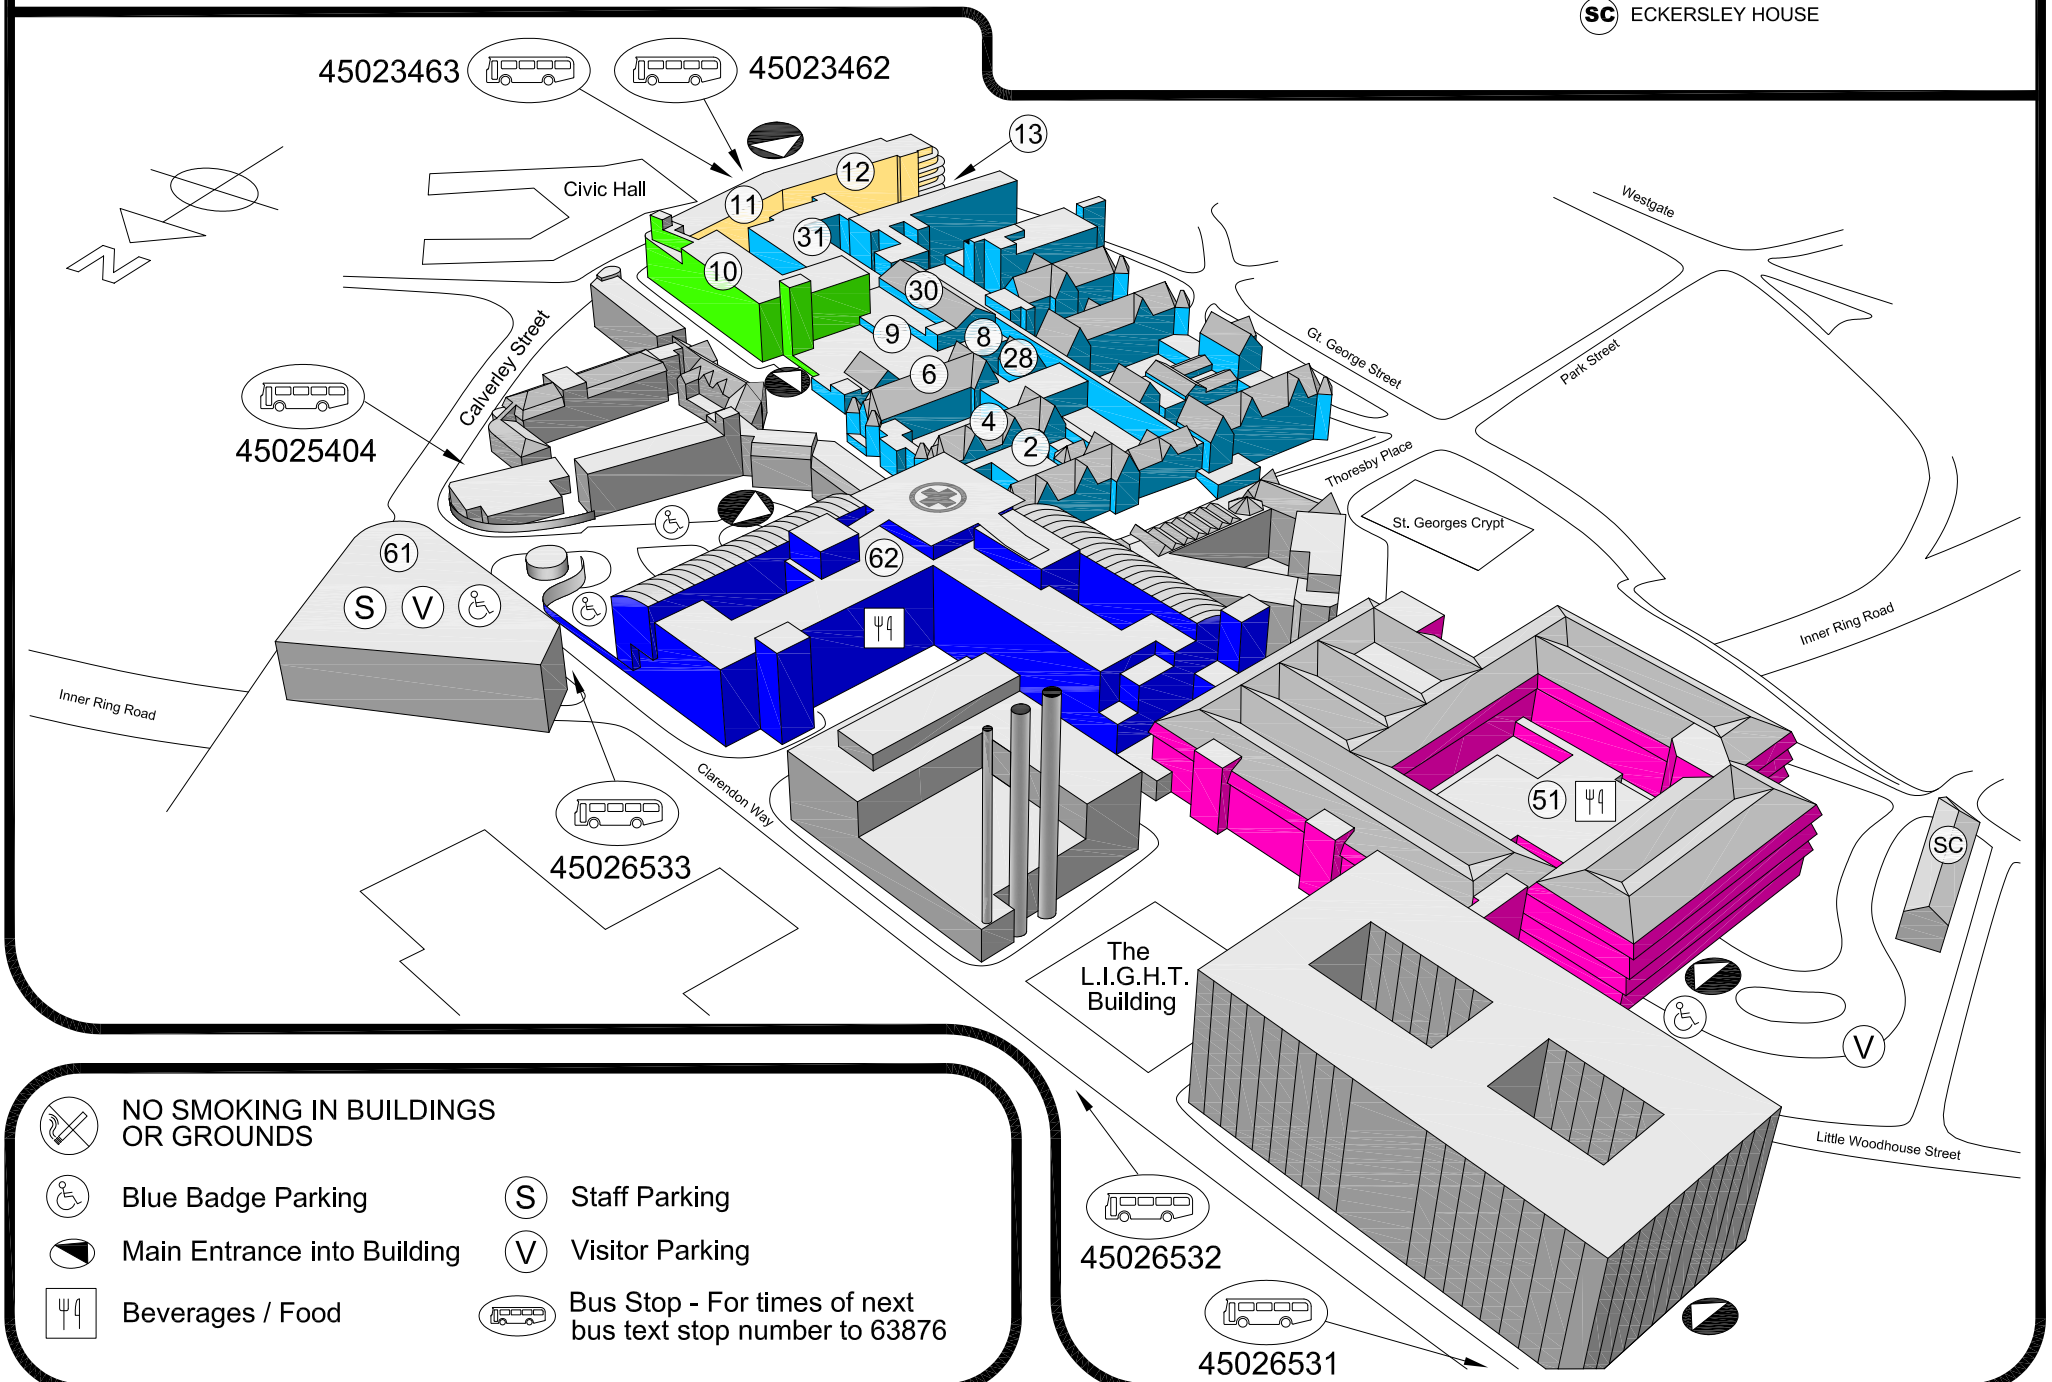 SC ECKERSLEY HOUSE
45023463
45023462
13
12
Civic Hall
11
31
10
30
Westgate
N
Calverley Street
9
8
28
6
Gt. George Street
Park Street
45025404
4
2
Thoresby Place
St. Georges Crypt
61
62
S V
Inner Ring Road
Inner Ring Road
Clarendon Way
51
45026533
SC
The
L.I.G.H.T.
Building
V
Little Woodhouse Street
45026532
45026531
NO SMOKING IN BUILDINGS
OR GROUNDS
Blue Badge Parking
S Staff Parking
Main Entrance into Building
V Visitor Parking
Beverages / Food
Bus Stop - For times of next
bus text stop number to 63876